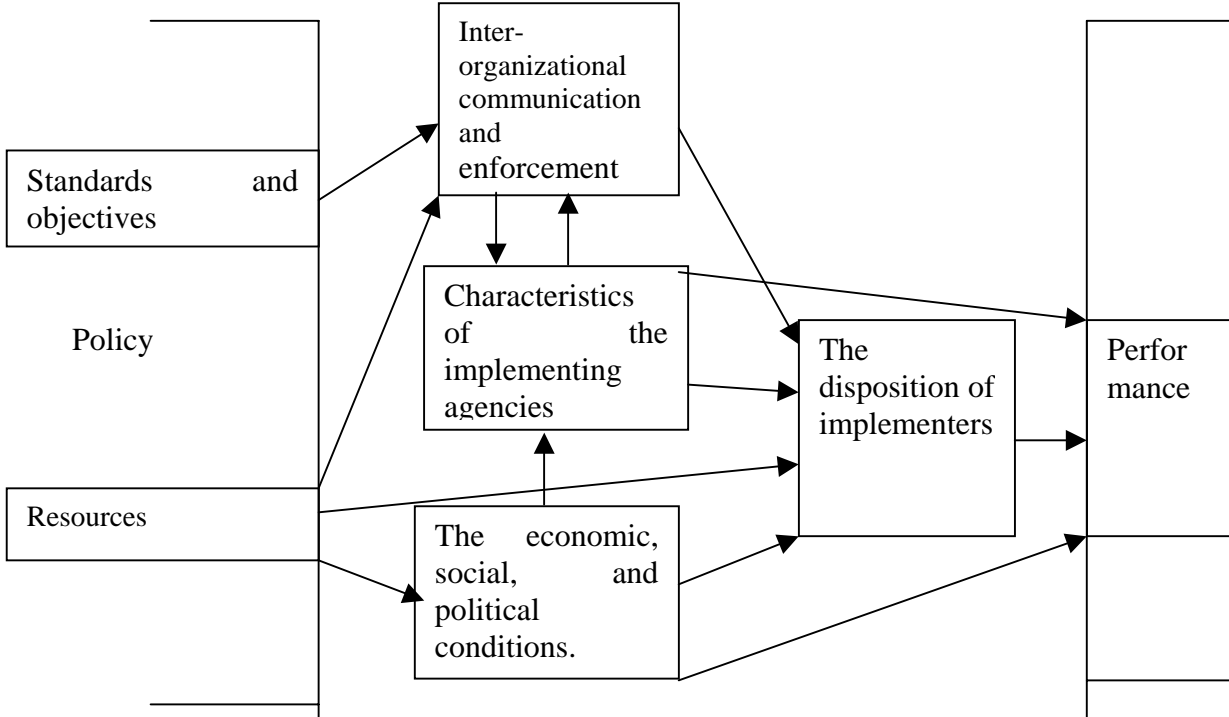 Inter-
organizational
communication
and
enforcement
Standards and
objectives
Characteristics
of the
implementing
agencies
Policy
The
disposition of
implementers
Perfor
mance
Resources
The economic,
social, and
political
conditions.